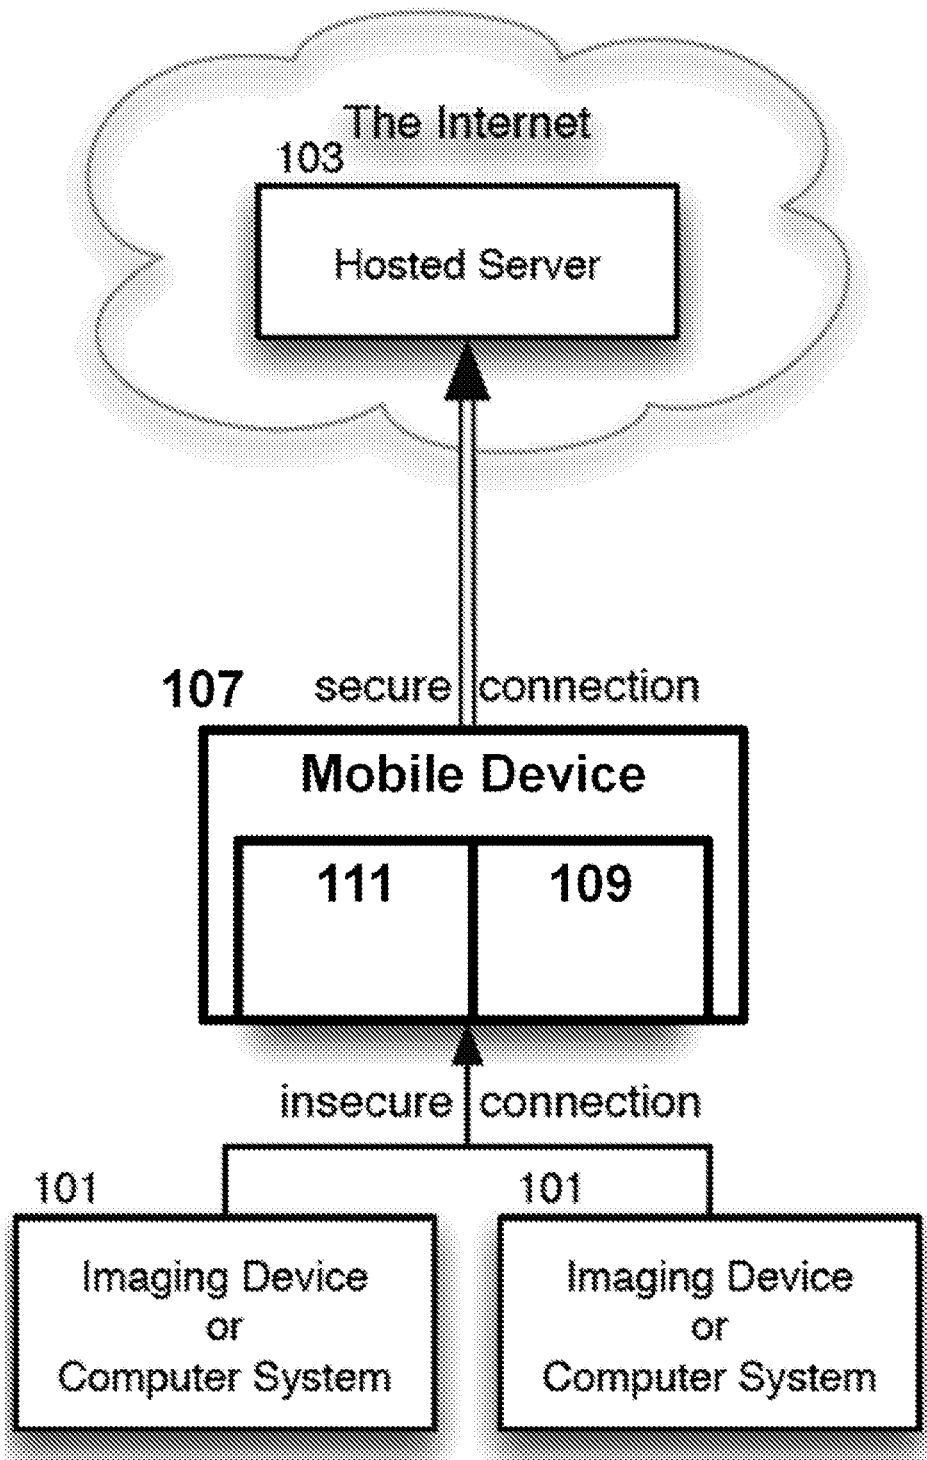 The Internet
103
Hosted Server
107
secure connection
Mobile Device
111 109
insecure connection
101 101
Imaging Device
or
Computer System
Imaging Device
or
Computer System